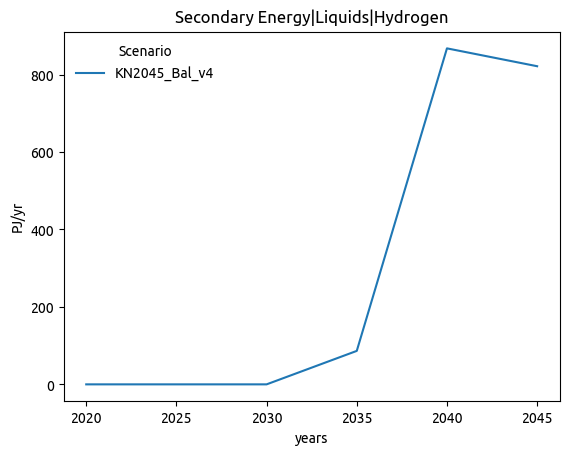 Secondary Energy|Liquids|Hydrogen
Scenario
KN2045_Bal_v4
PJ/yr
800
600
400
200
0
2020 2025 2030 2035 2040 2045
years